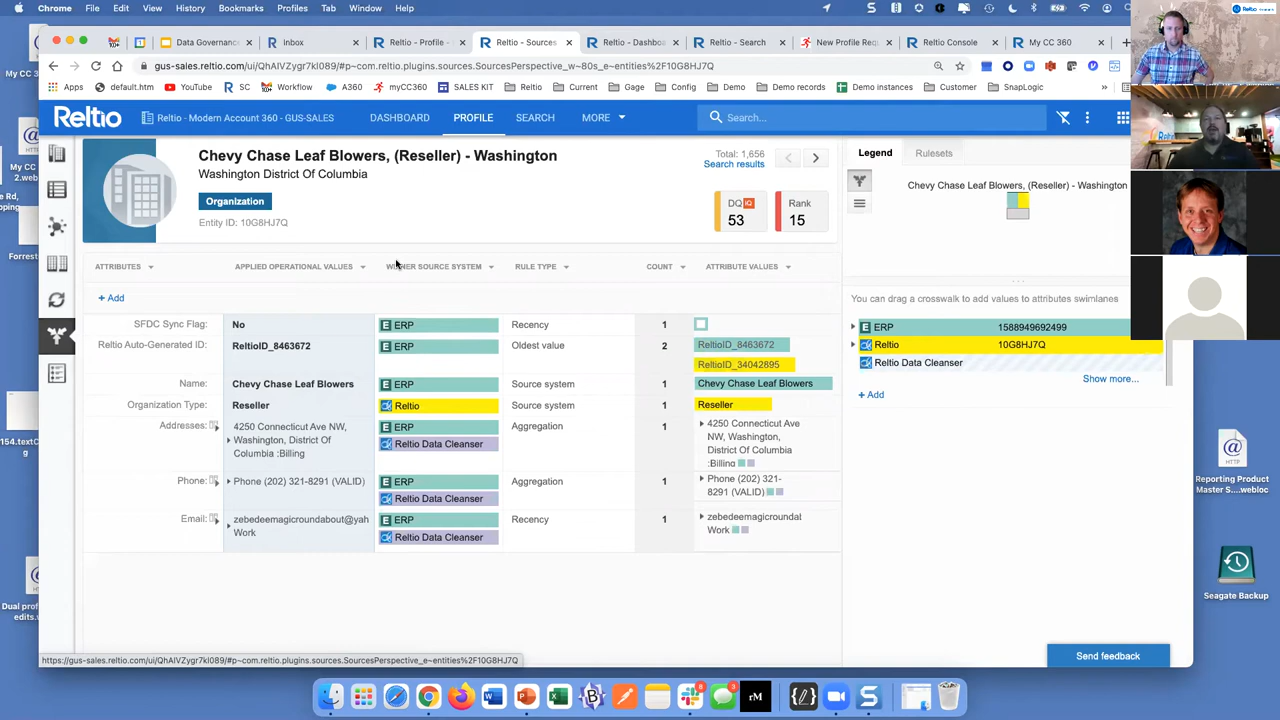 File Edit View History Bookmarks Profiles Tab Window Help
Data Governance
Inbox
Reltio - Profile -
Reltio - Sources
Reltio - Dashboa
Reltio - Search
New Profile Req
Reltio Console
My CC 360
gus-sales.reltio.com/ui/QhAlVZygr7kl089/#p~com.reltio.plugins.sources.SourcesPerspective_w~80s_e~entities%2F10G8HJ7Q
Apps default.htm YouTube SC Workflow A360 myCC360 SALES KIT Reltio Current Gage Config Demo Demo records Demo instances Customer SnapLogic
Reltio Reltio - Modern Account 360 - GUS-SALES DASHBOARD PROFILE SEARCH MORE Search...
Chevy Chase Leaf Blowers, (Reseller) - Washington
Washington District Of Columbia
Organization
Entity ID: 10G8HJ7Q
Total: 1,656
Search results
DQ IQ
53
Rank
15
Legend Rulesets
Chevy Chase Leaf Blowers, (Reseller) - Washington
ATTRIBUTES APPLIED OPERATIONAL VALUES WINNER SOURCE SYSTEM RULE TYPE COUNT ATTRIBUTE VALUES
+ Add
SFDC Sync Flag: No ERP Recency 1
Reltio Auto-Generated ID: ReltioID_8463672 ERP Oldest value 2 ReltioID_8463672
ReltioID_34042895
Name: Chevy Chase Leaf Blowers ERP Source system 1 Chevy Chase Leaf Blowers
Organization Type: Reseller Reltio Source system 1 Reseller
Addresses: 4250 Connecticut Ave NW, ERP Aggregation 1 4250 Connecticut Ave
Washington, District Of Reltio Data Cleanser NW, Washington,
Columbia :Billing District Of Columbia
:Billing
Phone: Phone (202) 321-8291 (VALID) ERP Aggregation 1 Phone (202) 321-
Reltio Data Cleanser 8291 (VALID)
Email: zebedeemagicroundabout@yah ERP Recency 1 zebedeemagicroundat
Work Reltio Data Cleanser Work
You can drag a crosswalk to add values to attributes swimlanes
ERP 1588949692499
Reltio 10G8HJ7Q
Reltio Data Cleanser
Show more...
+ Add
Send feedback
https://gus-sales.reltio.com/ui/QhAlVZygr7kl089/#p~com.reltio.plugins.sources.SourcesPerspective_e~entities%2F10G8HJ7Q
HTTP
Reporting Product
Master S....webloc
Seagate Backup
Reltio